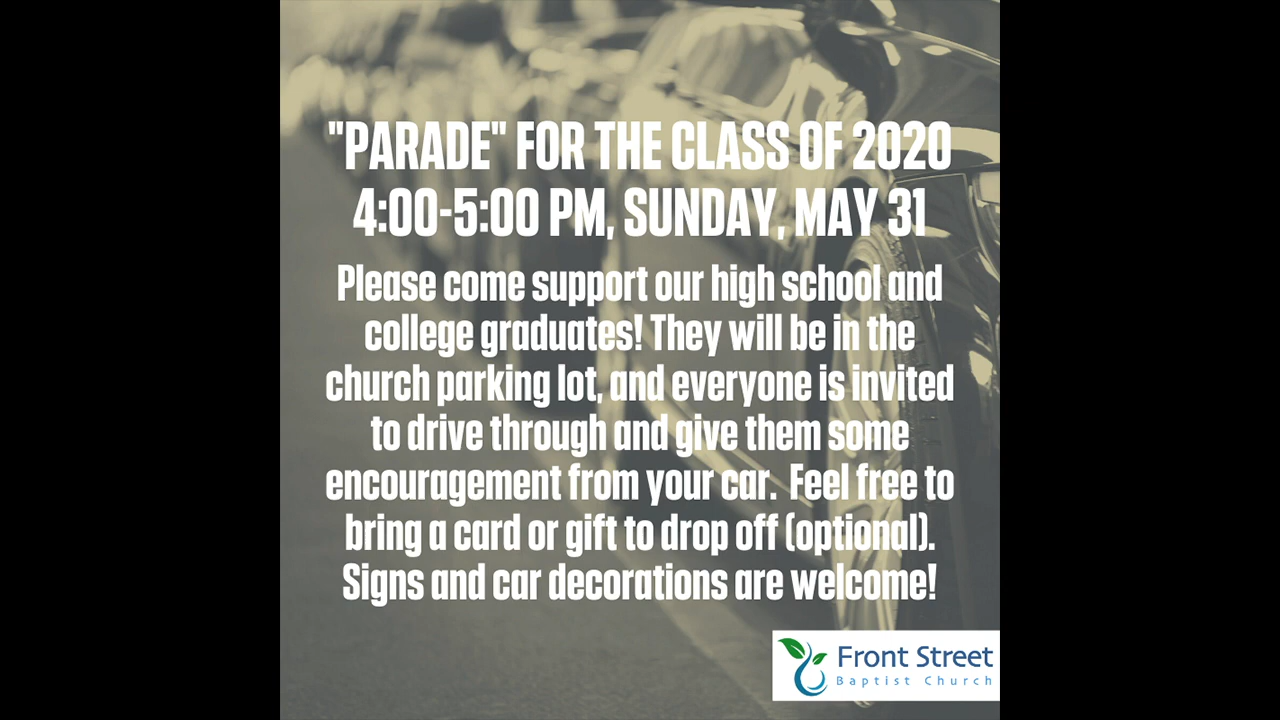 "PARADE" FOR THE CLASS OF 2020
4:00-5:00 PM, SUNDAY, MAY 31
Please come support our high school and
college graduates! They will be in the
church parking lot, and everyone is invited
to drive through and give them some
encouragement from your car. Feel free to
bring a card or gift to drop off (optional).
Signs and car decorations are welcome!
Front Street
Baptist Church